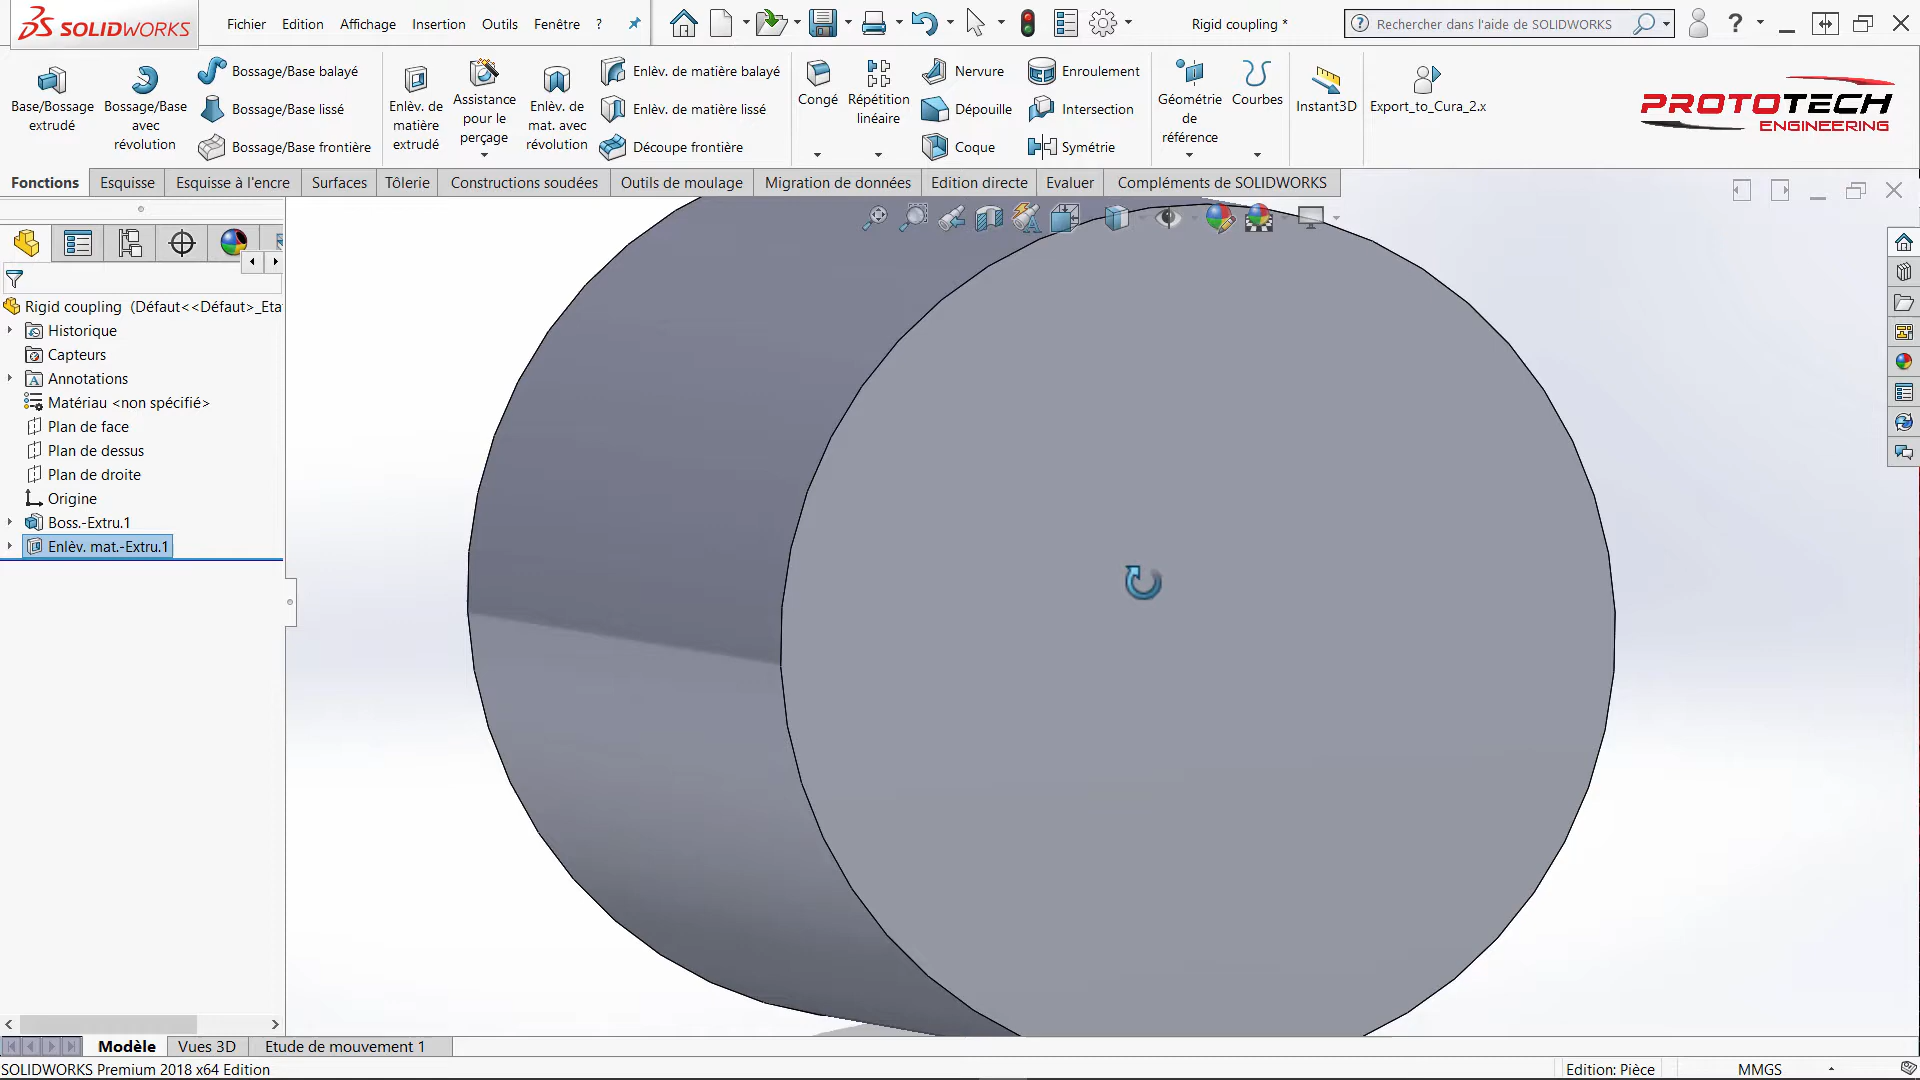 SOLIDWORKS
Fichier Edition Affichage Insertion Outils Fenêtre ?
Rigid coupling *
Rechercher dans l'aide de SOLIDWORKS
?
Base/Bossage extrudé
Bossage/Base avec révolution
Bossage/Base balayé
Bossage/Base lissé
Bossage/Base frontière
Enlèv. de matière extrudé
Assistance pour le perçage
Enlèv. de mat. avec révolution
Enlèv. de matière balayé
Enlèv. de matière lissé
Découpe frontière
Congé
Répétition linéaire
Nervure
Dépouille
Coque
Enroulement
Intersection
Symétrie
Géométrie de référence
Courbes
Instant3D
Export_to_Cura_2.x
PROTOTECH
ENGINEERING
Fonctions Esquisse Esquisse à l'encre Surfaces Tôlerie Constructions soudées Outils de moulage Migration de données Edition directe Evaluer Compléments de SOLIDWORKS
Rigid coupling (Défaut<<Défaut>_Eta
Historique
Capteurs
Annotations
Matériau <non spécifié>
Plan de face
Plan de dessus
Plan de droite
Origine
Boss.-Extru.1
Enlèv. mat.-Extru.1
Modèle Vues 3D Etude de mouvement 1
SOLIDWORKS Premium 2018 x64 Edition
Edition: Pièce
MMGS